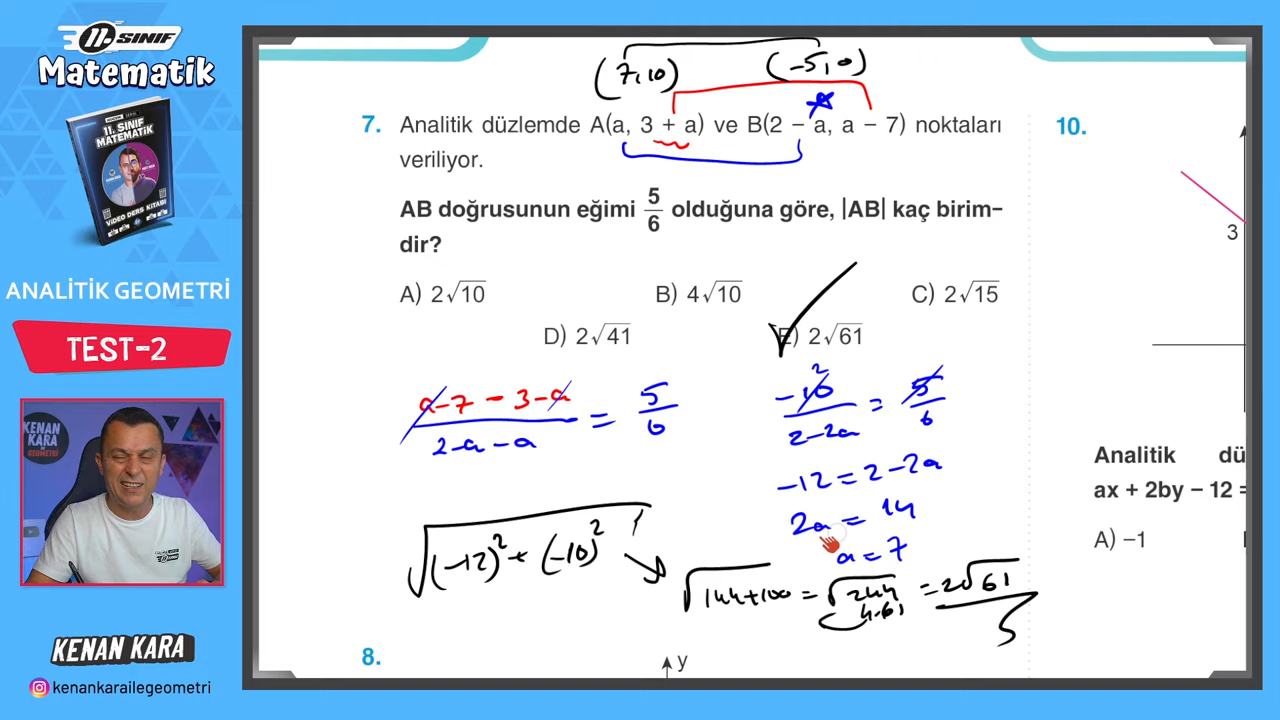 11. SINIF
Matematik
11. SINIF
MATEMATİK
VİDEO DERS KİTABI
ANALİTİK GEOMETRİ
TEST-2
KENAN KARA
ile
GEOMETRİ
KENAN KARA
kenankarailegeometri
(7,10) (-5,0)
7. Analitik düzlemde A(a, 3 + a) ve B(2 − a, a − 7) noktaları
veriliyor.
AB doğrusunun eğimi 5/6 olduğuna göre, |AB| kaç birim-
dir?
A) 2√10 B) 4√10 C) 2√15
D) 2√41 E) 2√61
a-7-3-a / 2-a-a = 5/6
-10 / 2-2a = 5/6
2
-12 = 2-2a
2a = 14
a = 7
√(-12)² + (-10)²
√144+100 = √244 = 2√61
4·61
8.
y
10.
3
Analitik dü
ax + 2by − 12 =
A) −1